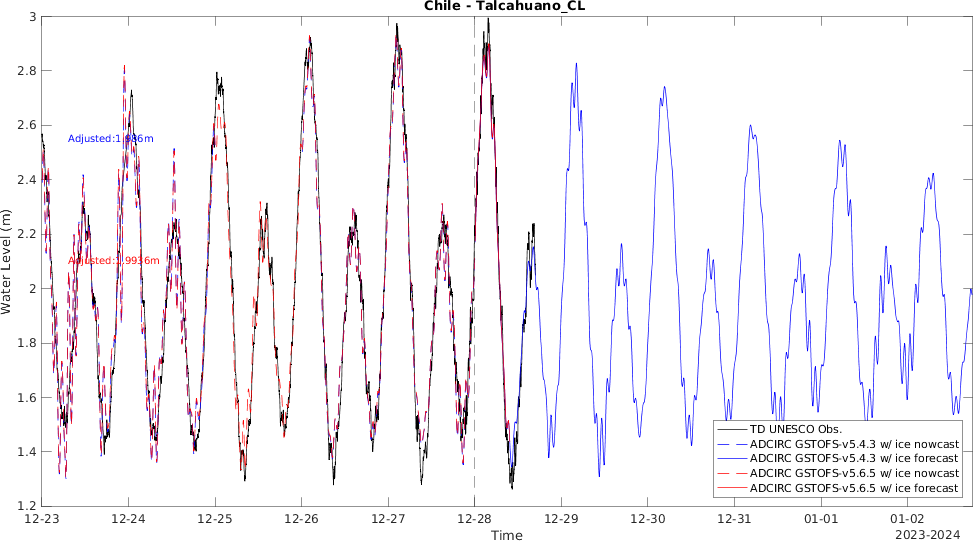 Chile - Talcahuano_CL
Water Level (m)
3
2.8
2.6
2.4
2.2
2
1.8
1.6
1.4
1.2
Adjusted:1.986m
Adjusted:1.9936m
TD UNESCO Obs.
ADCIRC GSTOFS-v5.4.3 w/ ice nowcast
ADCIRC GSTOFS-v5.4.3 w/ ice forecast
ADCIRC GSTOFS-v5.6.5 w/ ice nowcast
ADCIRC GSTOFS-v5.6.5 w/ ice forecast
12-23 12-24 12-25 12-26 12-27 12-28 12-29 12-30 12-31 01-01 01-02
Time
2023-2024